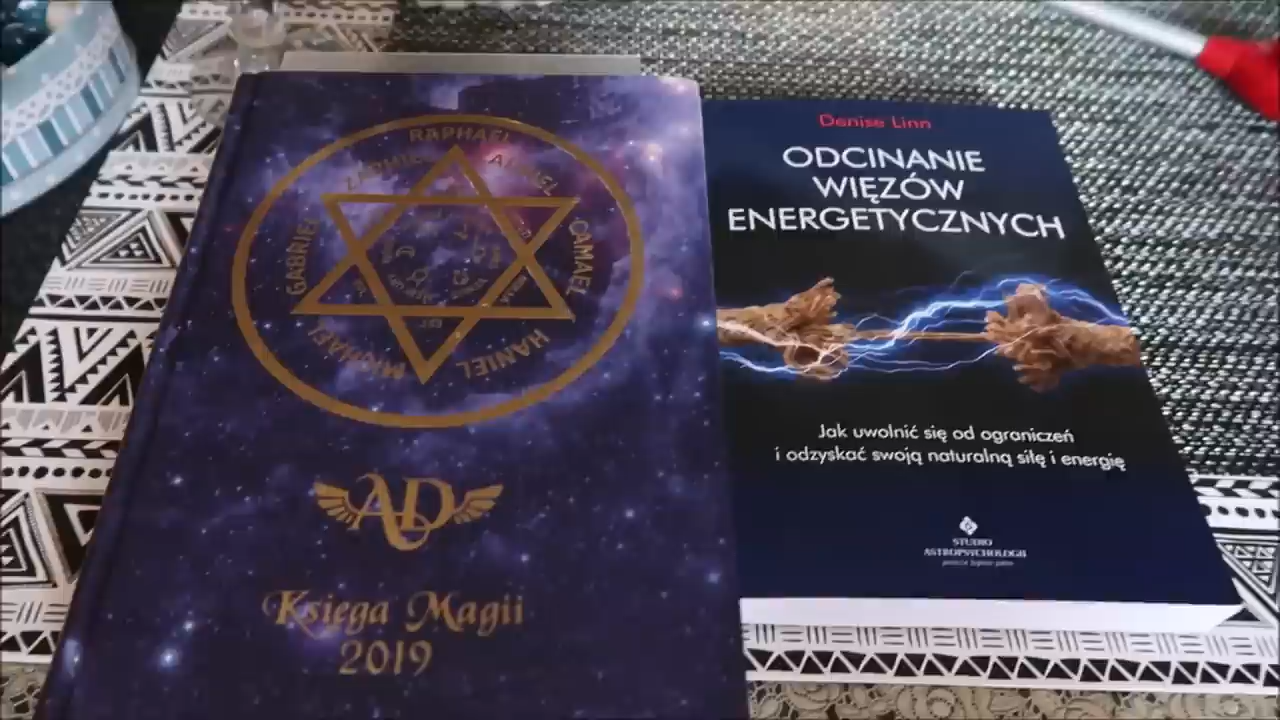 RAPHAEL
GABRIEL
CAMAEL
MICHAEL
HANIEL
AD
Księga Magii
2019
Denise Linn
ODCINANIE
WIĘZÓW
ENERGETYCZNYCH
Jak uwolnić się od ograniczeń
i odzyskać swoją naturalną siłę i energię
STUDIO
ASTROPSYCHOLOGII